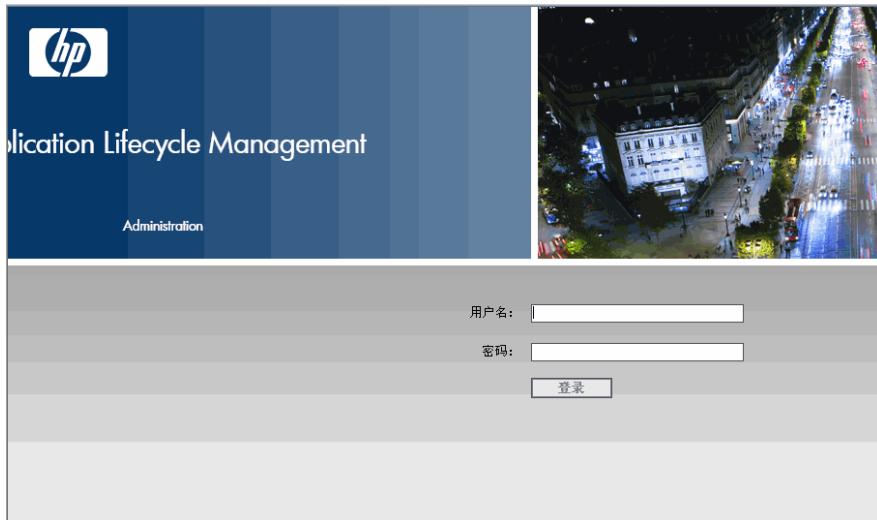 hp
lication Lifecycle Management
Administration
用户名：
密码：
登录